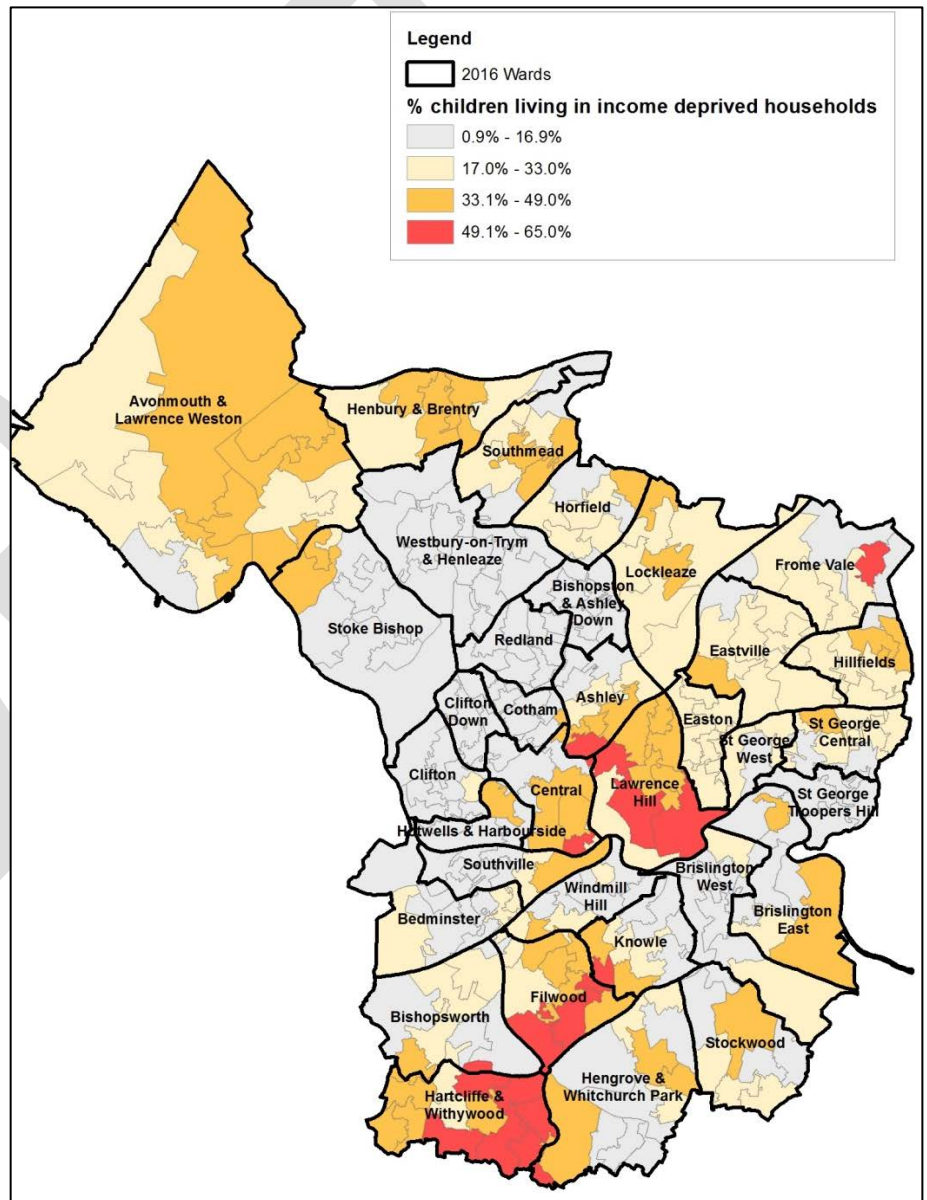 Legend
2016 Wards
% children living in income deprived households
0.9% - 16.9%
17.0% - 33.0%
33.1% - 49.0%
49.1% - 65.0%
Avonmouth &
Lawrence Weston
Henbury & Brentry
Southmead
Horfield
Westbury-on-Trym
& Henleaze
Lockleaze
Frome Vale
Bishopston
& Ashley
Down
Stoke Bishop
Redland
Eastville
Hillfields
Clifton
Down
Cotham
Ashley
Easton
St George
West
St George
Central
Clifton
Central
Lawrence
Hill
St George
Troopers Hill
Hotwells & Harbourside
Southville
Brislington
West
Windmill
Hill
Bedminster
Knowle
Brislington
East
Filwood
Bishopsworth
Stockwood
Hengrove &
Whitchurch Park
Hartcliffe &
Withywood